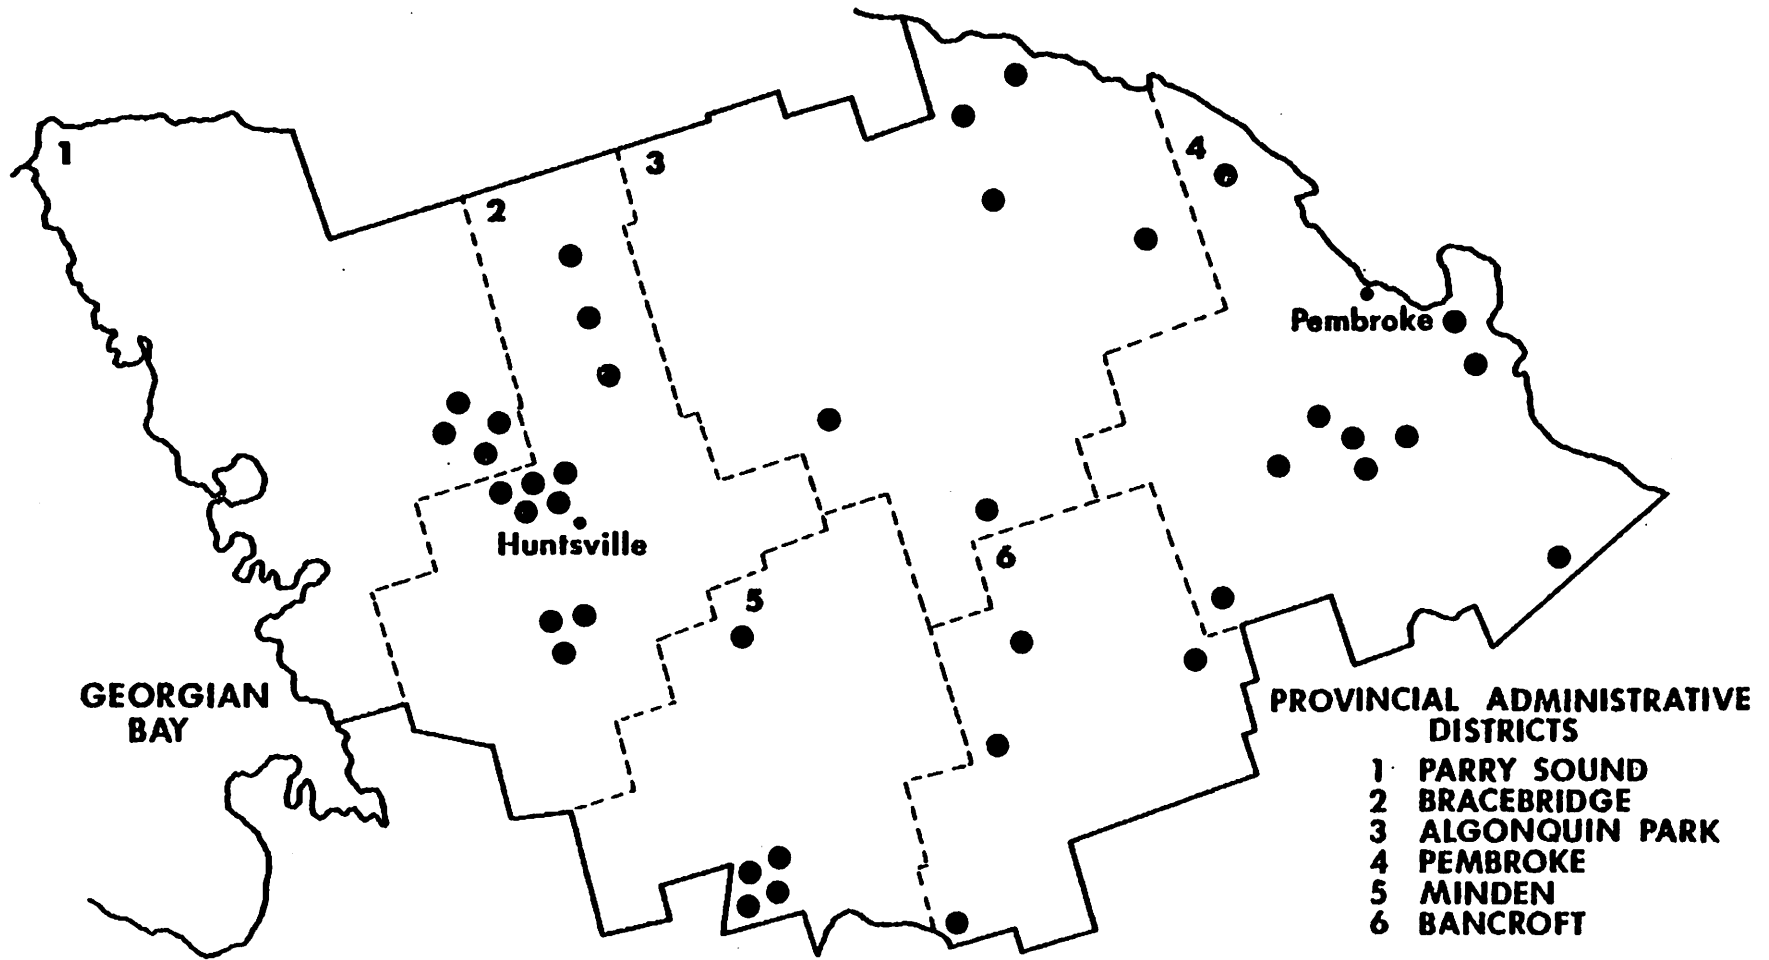 1
2
3
4
Pembroke
Huntsville
5
6
GEORGIAN
BAY
PROVINCIAL ADMINISTRATIVE
DISTRICTS
1 PARRY SOUND
2 BRACEBRIDGE
3 ALGONQUIN PARK
4 PEMBROKE
5 MINDEN
6 BANCROFT